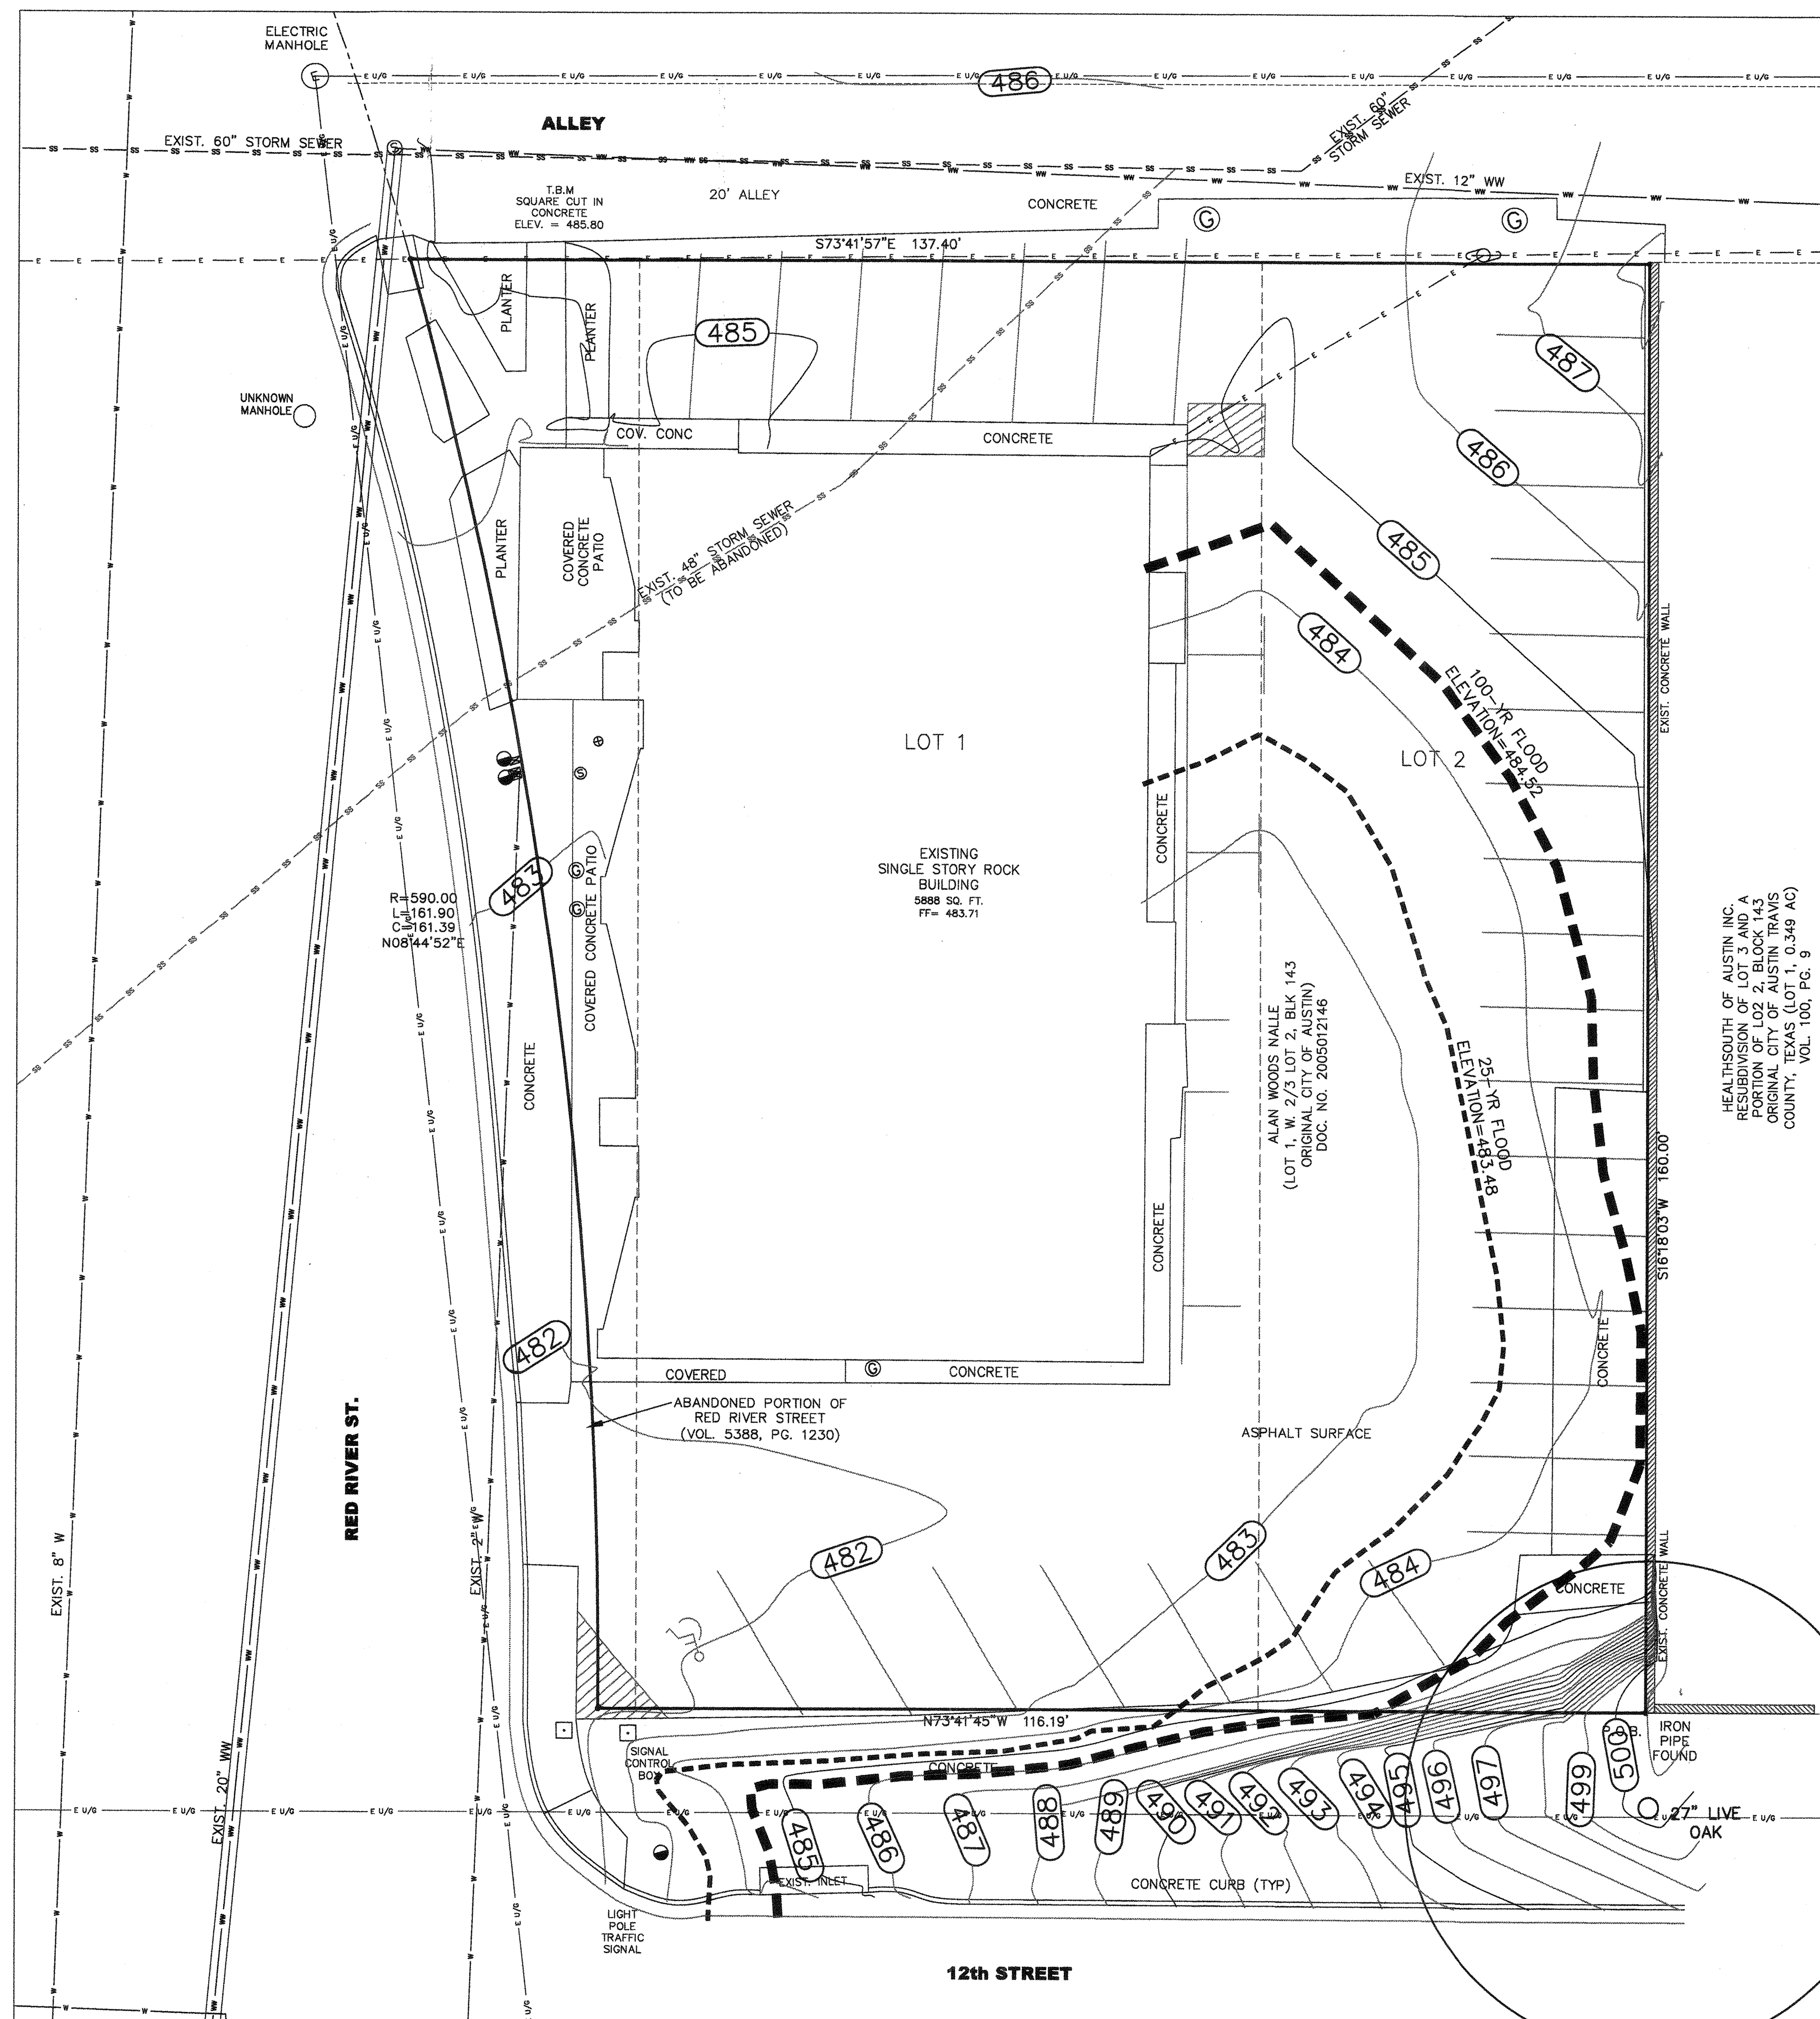 ELECTRIC
MANHOLE
E
E U/G
486
ALLEY
EXIST. 60" STORM SEWER
S
EXIST. 60"
STORM SEWER
T.B.M
SQUARE CUT IN
CONCRETE
ELEV. = 485.80
20' ALLEY
CONCRETE
EXIST. 12" WW
G
G
S73°41'57"E 137.40'
PLANTER
PLANTER
485
487
UNKNOWN
MANHOLE
COV. CONC
CONCRETE
486
PLANTER
COVERED
CONCRETE
PATIO
EXIST. 48" STORM SEWER
(TO BE ABANDONED)
485
484
EXIST. CONCRETE WALL
100-YR FLOOD
ELEVATION=484.52
LOT 1
LOT 2
S
CONCRETE
EXISTING
SINGLE STORY ROCK
BUILDING
5888 SQ. FT.
FF= 483.71
483
G
G
R=590.00
L=161.90
C=161.39
N08°44'52"E
COVERED CONCRETE PATIO
CONCRETE
ALAN WOODS NALLE
(LOT 1, W. 2/3 LOT 2, BLK 143
ORIGINAL CITY OF AUSTIN)
DOC. NO. 2005012146
25-YR FLOOD
ELEVATION=483.48
HEALTHSOUTH OF AUSTIN INC.
RESUBDIVISION OF LOT 3 AND A
PORTION OF LO2 2, BLOCK 143
ORIGINAL CITY OF AUSTIN TRAVIS
COUNTY, TEXAS (LOT 1, 0.349 AC)
VOL. 100, PG. 9
S16°18'03"W 160.00'
CONCRETE
CONCRETE
482
COVERED
G
CONCRETE
ABANDONED PORTION OF
RED RIVER STREET
(VOL. 5388, PG. 1230)
ASPHALT SURFACE
RED RIVER ST.
EXIST. 8" W
EXIST. 2" W
482
483
484
CONCRETE
EXIST. CONCRETE WALL
N73°41'45"W 116.19'
SIGNAL
CONTROL
BOX
CONCRETE
P.O.B.
IRON
PIPE
FOUND
EXIST. 20" WW
485
486
487
488
489
490
491
492
493
494
495
496
497
499
500
27" LIVE
OAK
EXIST. INLET
CONCRETE CURB (TYP)
LIGHT
POLE
TRAFFIC
SIGNAL
12th STREET